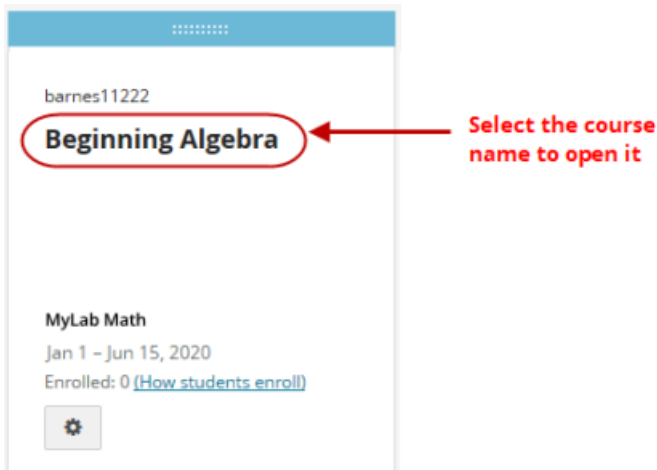 barnes11222
Beginning Algebra
Select the course
name to open it
MyLab Math
Jan 1 – Jun 15, 2020
Enrolled: 0 (How students enroll)